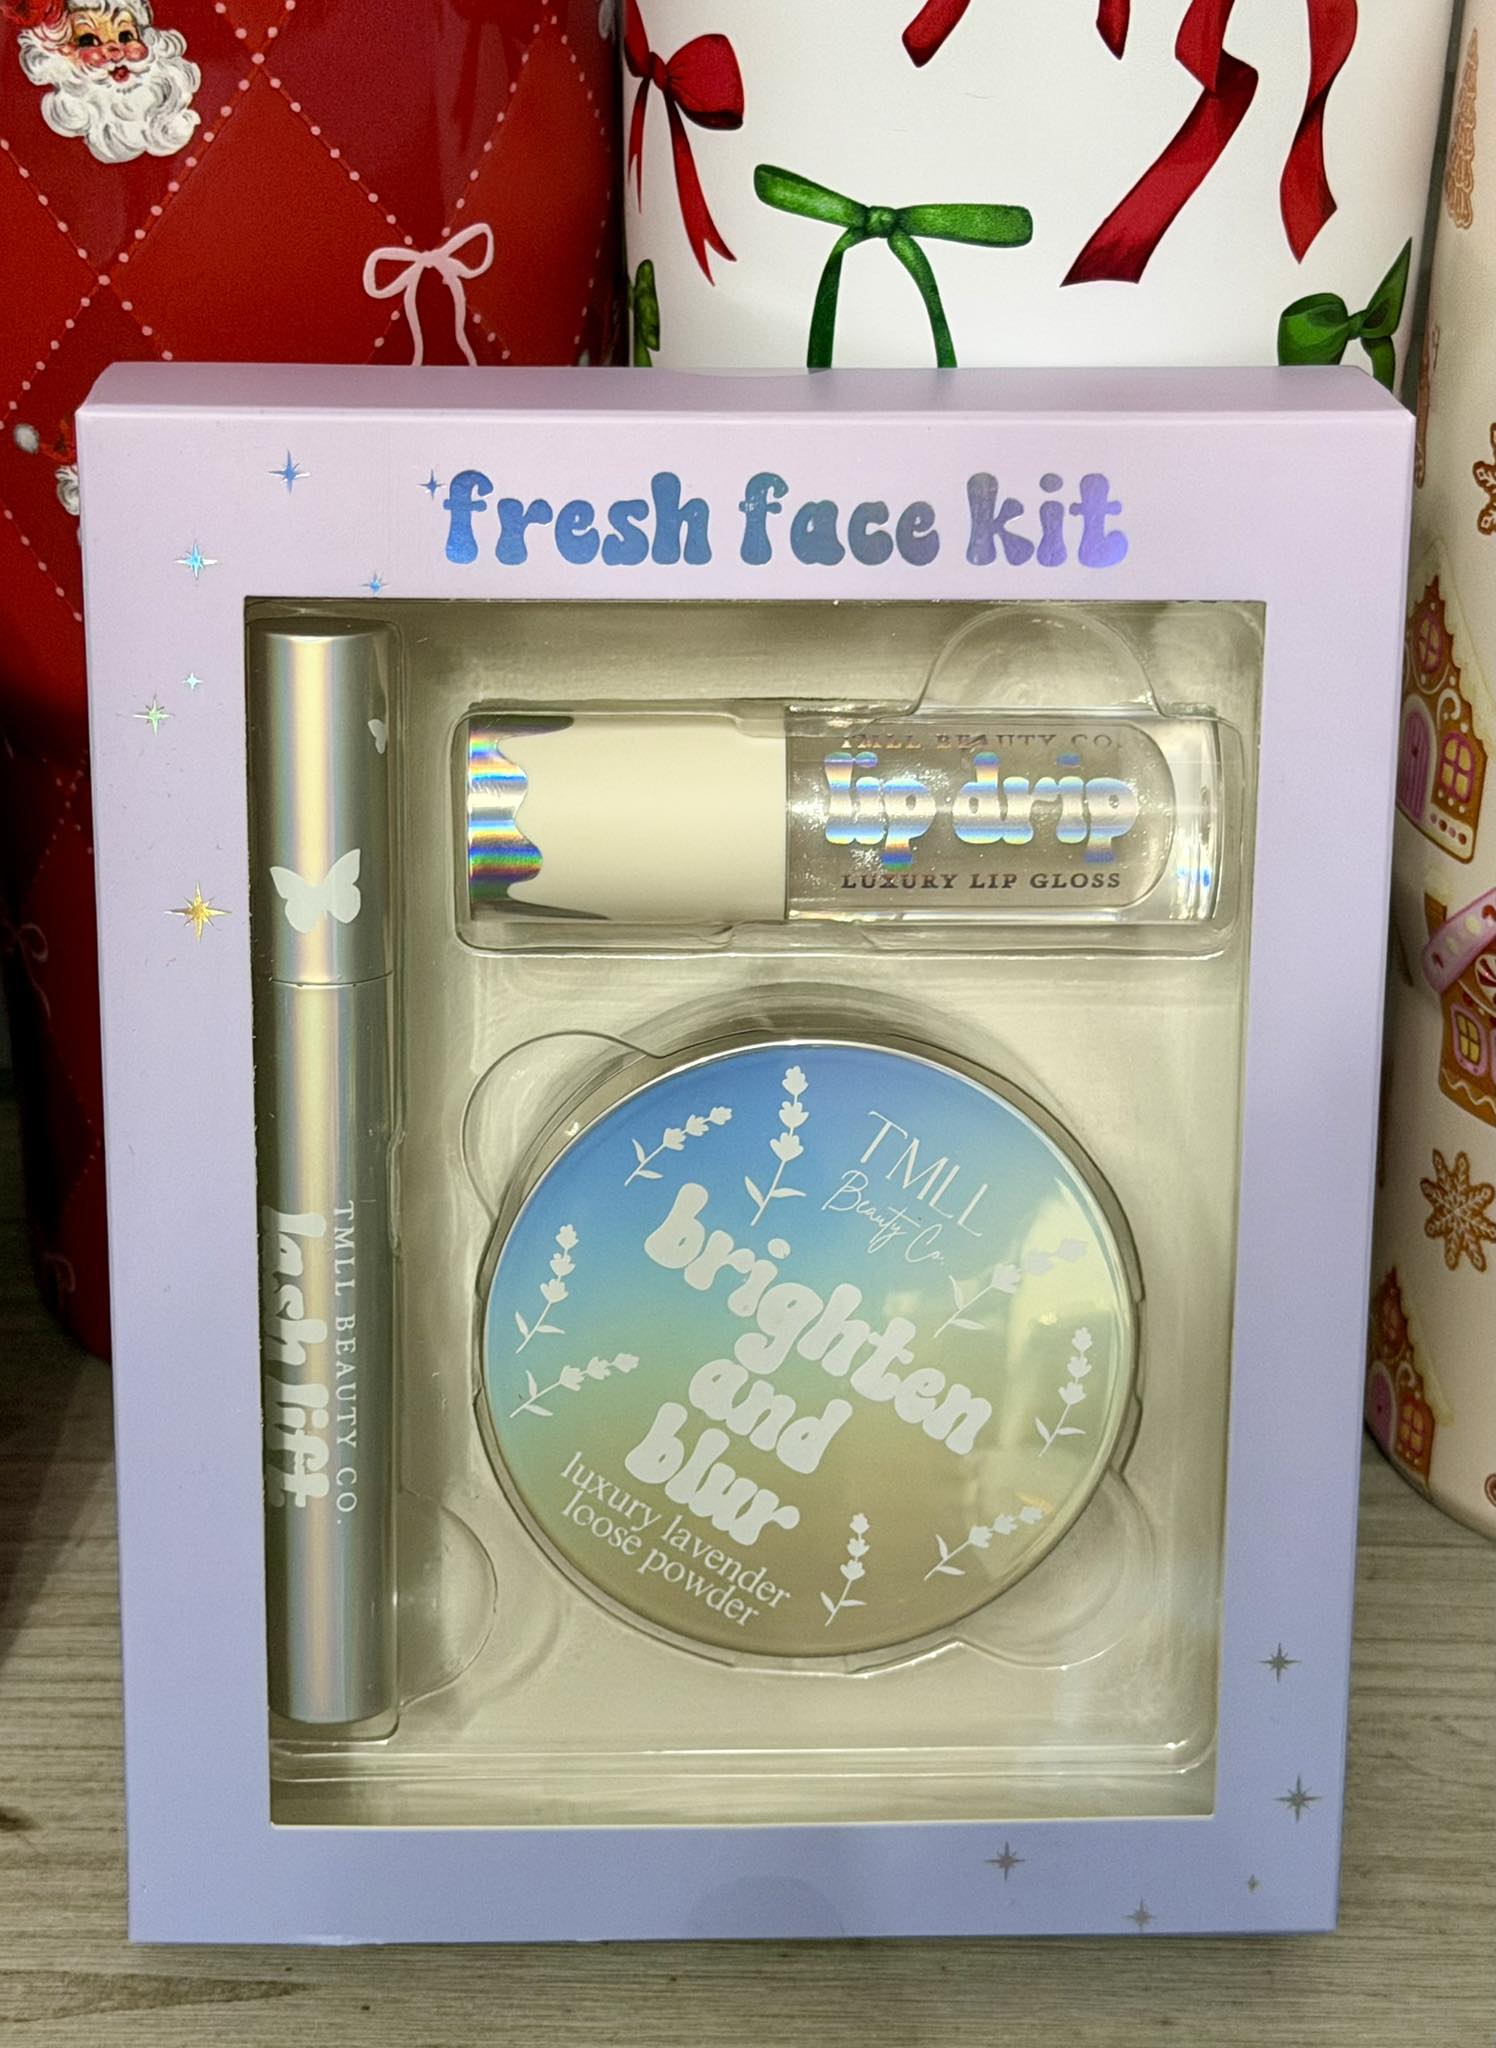 fresh face kit
TMLL BEAUTY CO.
lip drip
LUXURY LIP GLOSS
TMLL BEAUTY CO.
lash lift
TMLL
Beauty Co.
brighten
and
blur
luxury lavender
loose powder